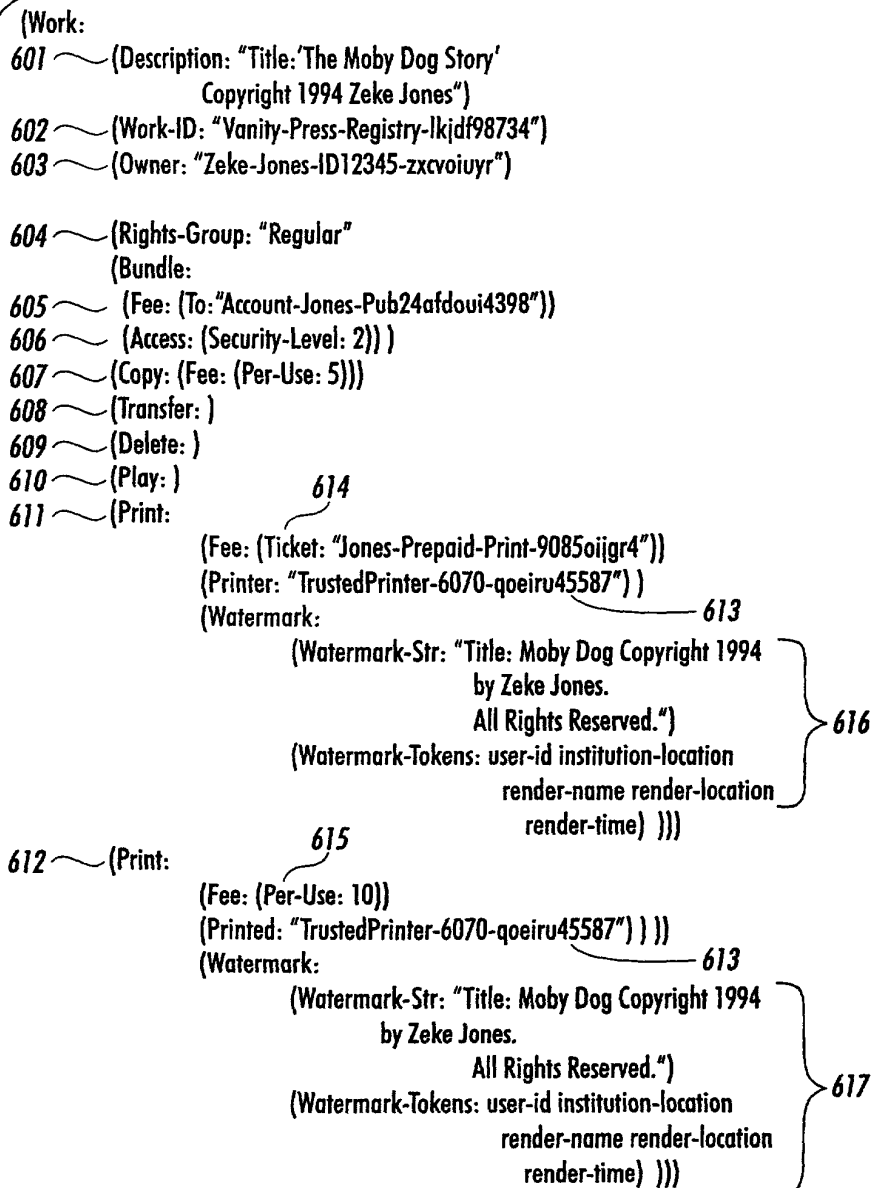 (Work:
601 (Description: "Title:'The Moby Dog Story'
Copyright 1994 Zeke Jones")
602 (Work-ID: "Vanity-Press-Registry-lkjdf98734")
603 (Owner: "Zeke-Jones-ID12345-zxcvoiuyr")
604 (Rights-Group: "Regular"
(Bundle:
605 (Fee: (To:"Account-Jones-Pub24afdoui4398"))
606 (Access: (Security-Level: 2)) )
607 (Copy: (Fee: (Per-Use: 5)))
608 (Transfer: )
609 (Delete: )
610 (Play: )
614
611 (Print:
(Fee: (Ticket: "Jones-Prepaid-Print-9085oijgr4"))
(Printer: "TrustedPrinter-6070-qoeiru45587") )
613
(Watermark:
(Watermark-Str: "Title: Moby Dog Copyright 1994
by Zeke Jones.
All Rights Reserved.")
616
(Watermark-Tokens: user-id institution-location
render-name render-location
render-time) )))
615
612 (Print:
(Fee: (Per-Use: 10))
(Printed: "TrustedPrinter-6070-qoeiru45587") ) ))
613
(Watermark:
(Watermark-Str: "Title: Moby Dog Copyright 1994
by Zeke Jones.
All Rights Reserved.")
617
(Watermark-Tokens: user-id institution-location
render-name render-location
render-time) )))